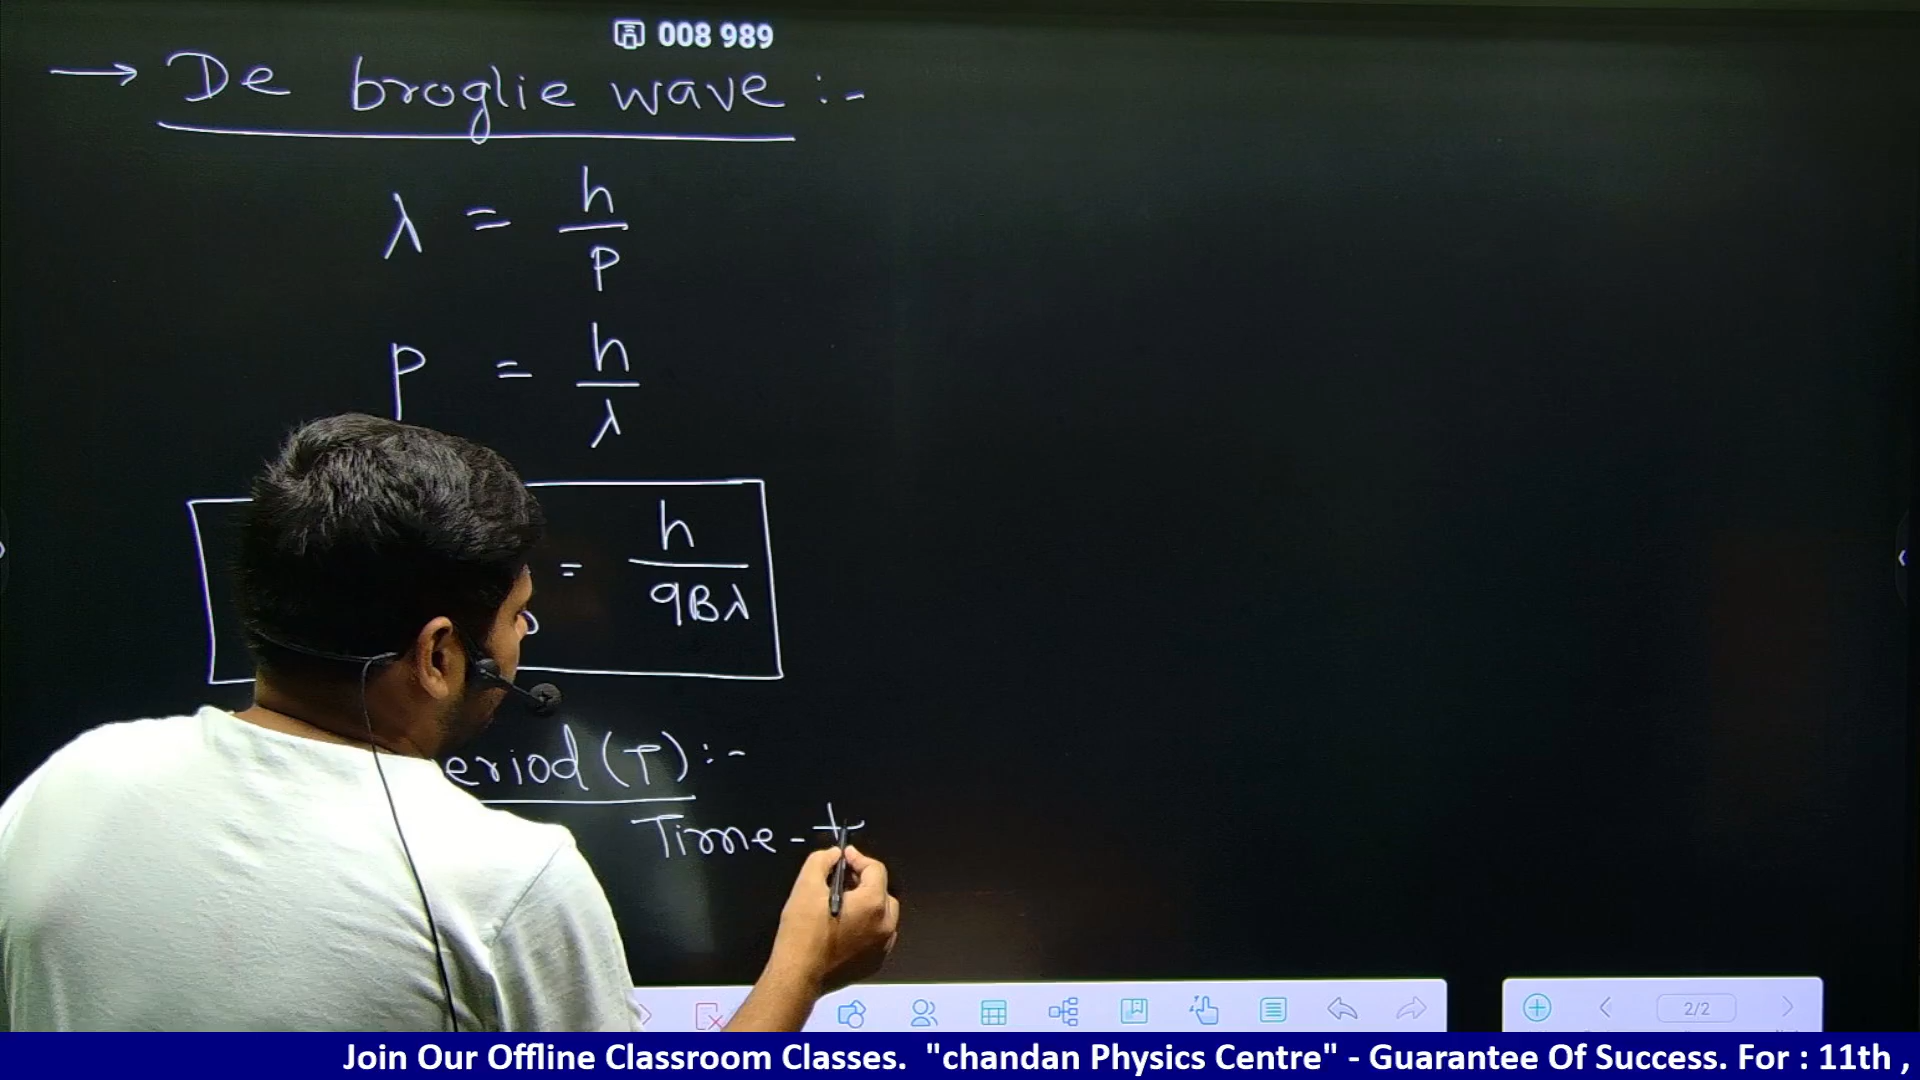 008 989
→ De broglie wave :-
λ = h/p
p = h/λ
= h/qBλ
eriod (T) :-
Time - t
2/2
Join Our Offline Classroom Classes. "chandan Physics Centre" - Guarantee Of Success. For : 11th ,